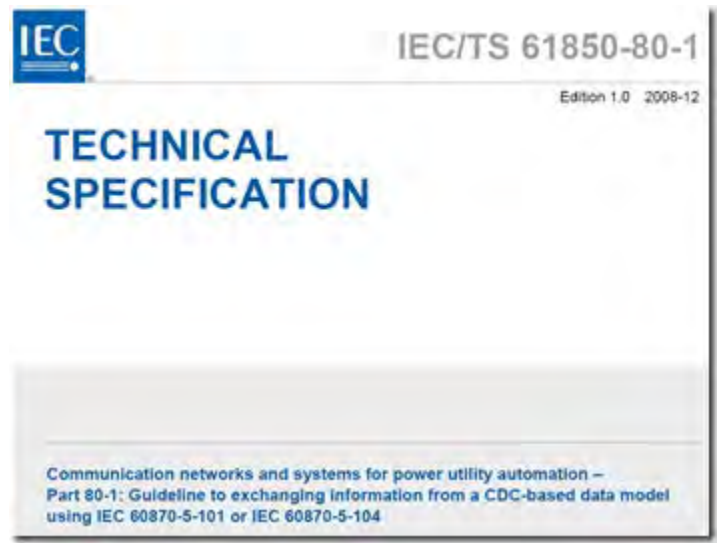 IEC
®
IEC/TS 61850-80-1
Edition 1.0 2008-12
TECHNICAL
SPECIFICATION
Communication networks and systems for power utility automation –
Part 80-1: Guideline to exchanging information from a CDC-based data model
using IEC 60870-5-101 or IEC 60870-5-104